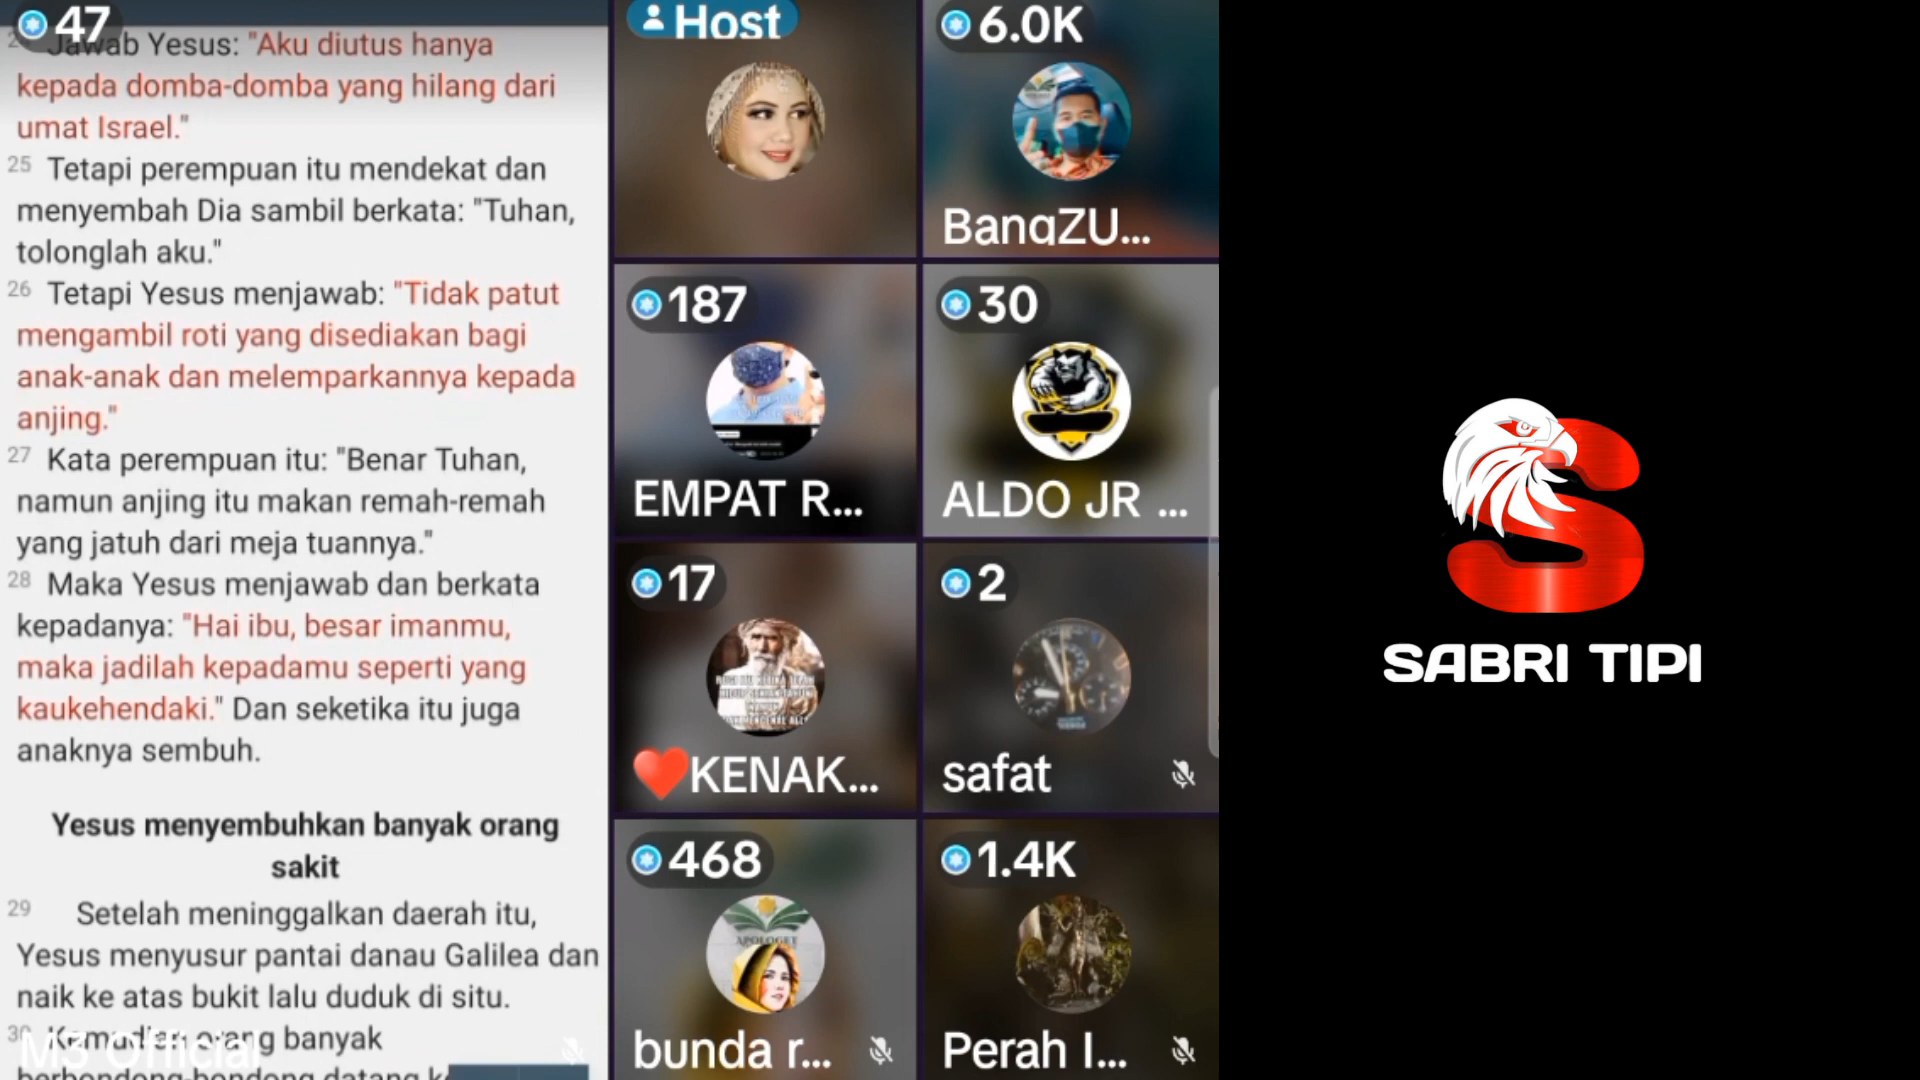 47
Jawab Yesus: "Aku diutus hanya
kepada domba-domba yang hilang dari
umat Israel."
25 Tetapi perempuan itu mendekat dan
menyembah Dia sambil berkata: "Tuhan,
tolonglah aku."
26 Tetapi Yesus menjawab: "Tidak patut
mengambil roti yang disediakan bagi
anak-anak dan melemparkannya kepada
anjing."
27 Kata perempuan itu: "Benar Tuhan,
namun anjing itu makan remah-remah
yang jatuh dari meja tuannya."
28 Maka Yesus menjawab dan berkata
kepadanya: "Hai ibu, besar imanmu,
maka jadilah kepadamu seperti yang
kaukehendaki." Dan seketika itu juga
anaknya sembuh.
Yesus menyembuhkan banyak orang
sakit
29 Setelah meninggalkan daerah itu,
Yesus menyusur pantai danau Galilea dan
naik ke atas bukit lalu duduk di situ.
30 Kemudian orang banyak
berbondong-bondong datang
M3 Official
Host
6.0K
BangZU...
187
EMPAT R...
30
ALDO JR ...
17
❤️KENAK...
2
safat
468
APOLOGET
bunda r...
1.4K
Perah I...
SABRI TIPI